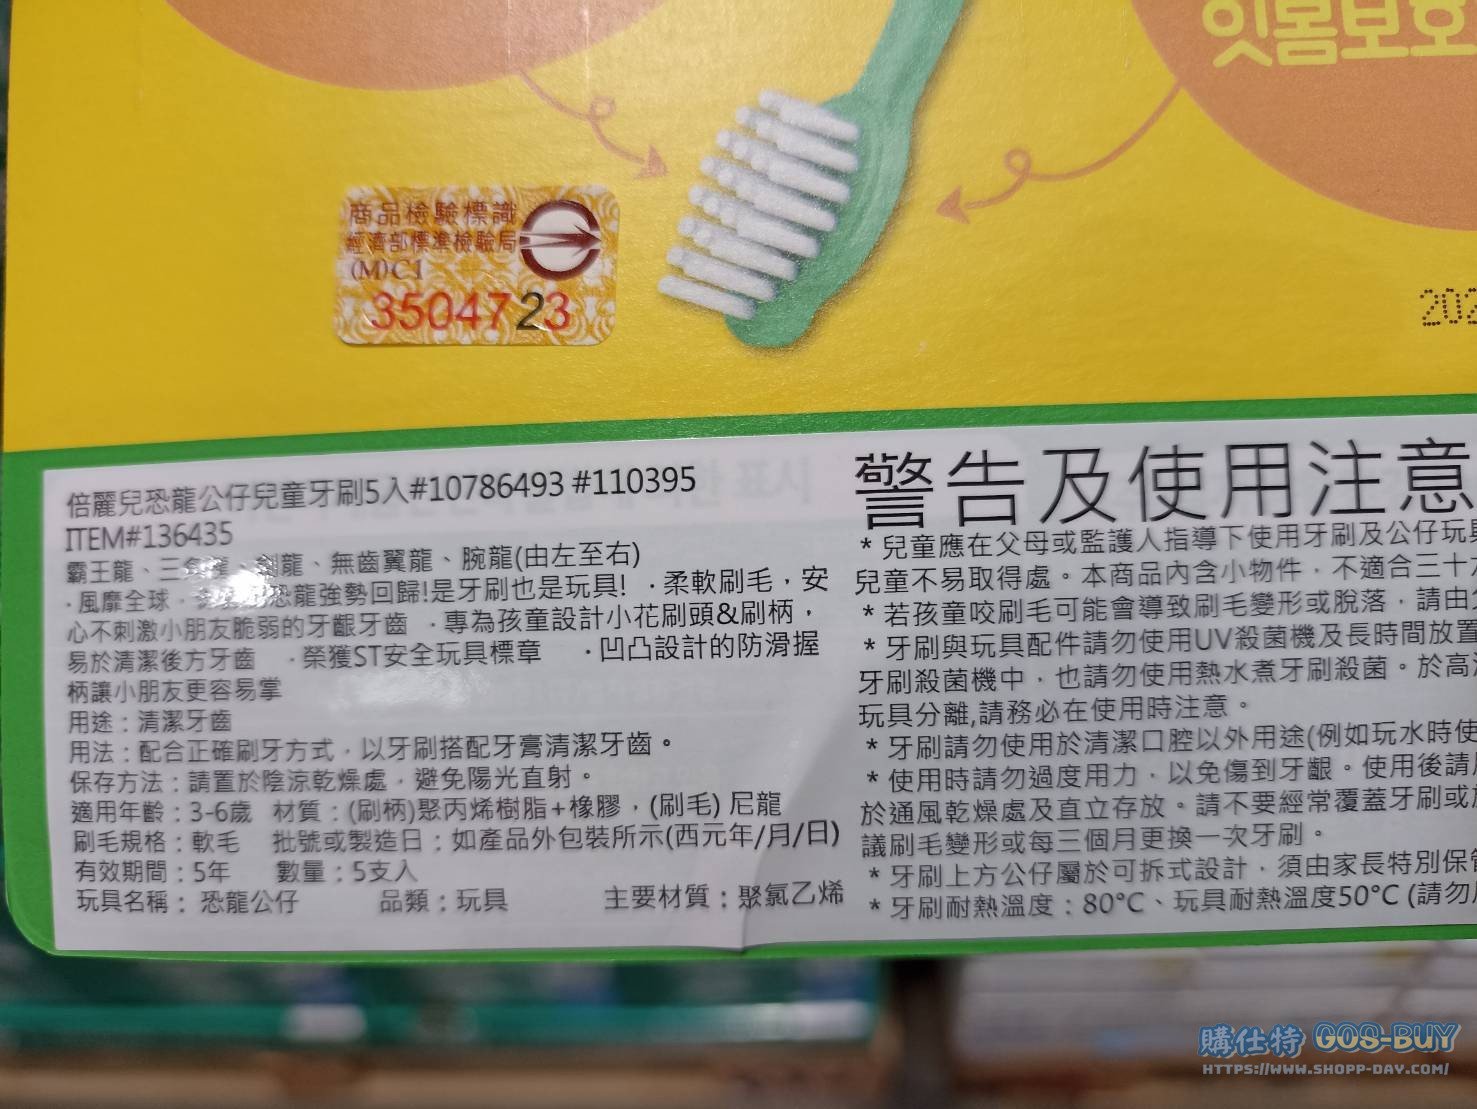 잇몸보호
商品檢驗標識
經濟部標準檢驗局
(M)C1
35047 23
202
倍麗兒恐龍公仔兒童牙刷5入#10786493 #110395
ITEM#136435
霸王龍、三 劍龍、無齒翼龍、腕龍(由左至右)
·風靡全球， 恐龍強勢回歸!是牙刷也是玩具! ·柔軟刷毛，安
心不刺激小朋友脆弱的牙齦牙齒 ·專為孩童設計小花刷頭&刷柄，
易於清潔後方牙齒 ·榮獲ST安全玩具標章 ·凹凸設計的防滑握
柄讓小朋友更容易掌
用途：清潔牙齒
用法：配合正確刷牙方式，以牙刷搭配牙膏清潔牙齒。
保存方法：請置於陰涼乾燥處，避免陽光直射。
適用年齡：3-6歲 材質：(刷柄)聚丙烯樹脂+橡膠，(刷毛) 尼龍
刷毛規格：軟毛 批號或製造日：如產品外包裝所示(西元年/月/日)
有效期間：5年 數量：5支入
玩具名稱：恐龍公仔 品類：玩具 主要材質：聚氯乙烯
警告及使用注意
* 兒童應在父母或監護人指導下使用牙刷及公仔玩具
兒童不易取得處。本商品內含小物件，不適合三十六
* 若孩童咬刷毛可能會導致刷毛變形或脫落，請由
* 牙刷與玩具配件請勿使用UV殺菌機及長時間放置
牙刷殺菌機中，也請勿使用熱水煮牙刷殺菌。於高溫
玩具分離,請務必在使用時注意。
* 牙刷請勿使用於清潔口腔以外用途(例如玩水時使
* 使用時請勿過度用力，以免傷到牙齦。使用後請
於通風乾燥處及直立存放。請不要經常覆蓋牙刷或
議刷毛變形或每三個月更換一次牙刷。
* 牙刷上方公仔屬於可拆式設計，須由家長特別保管
* 牙刷耐熱溫度：80°C、玩具耐熱溫度50°C (請勿
購仕特 GOS-BUY
HTTPS://WWW.SHOPP-DAY.COM/